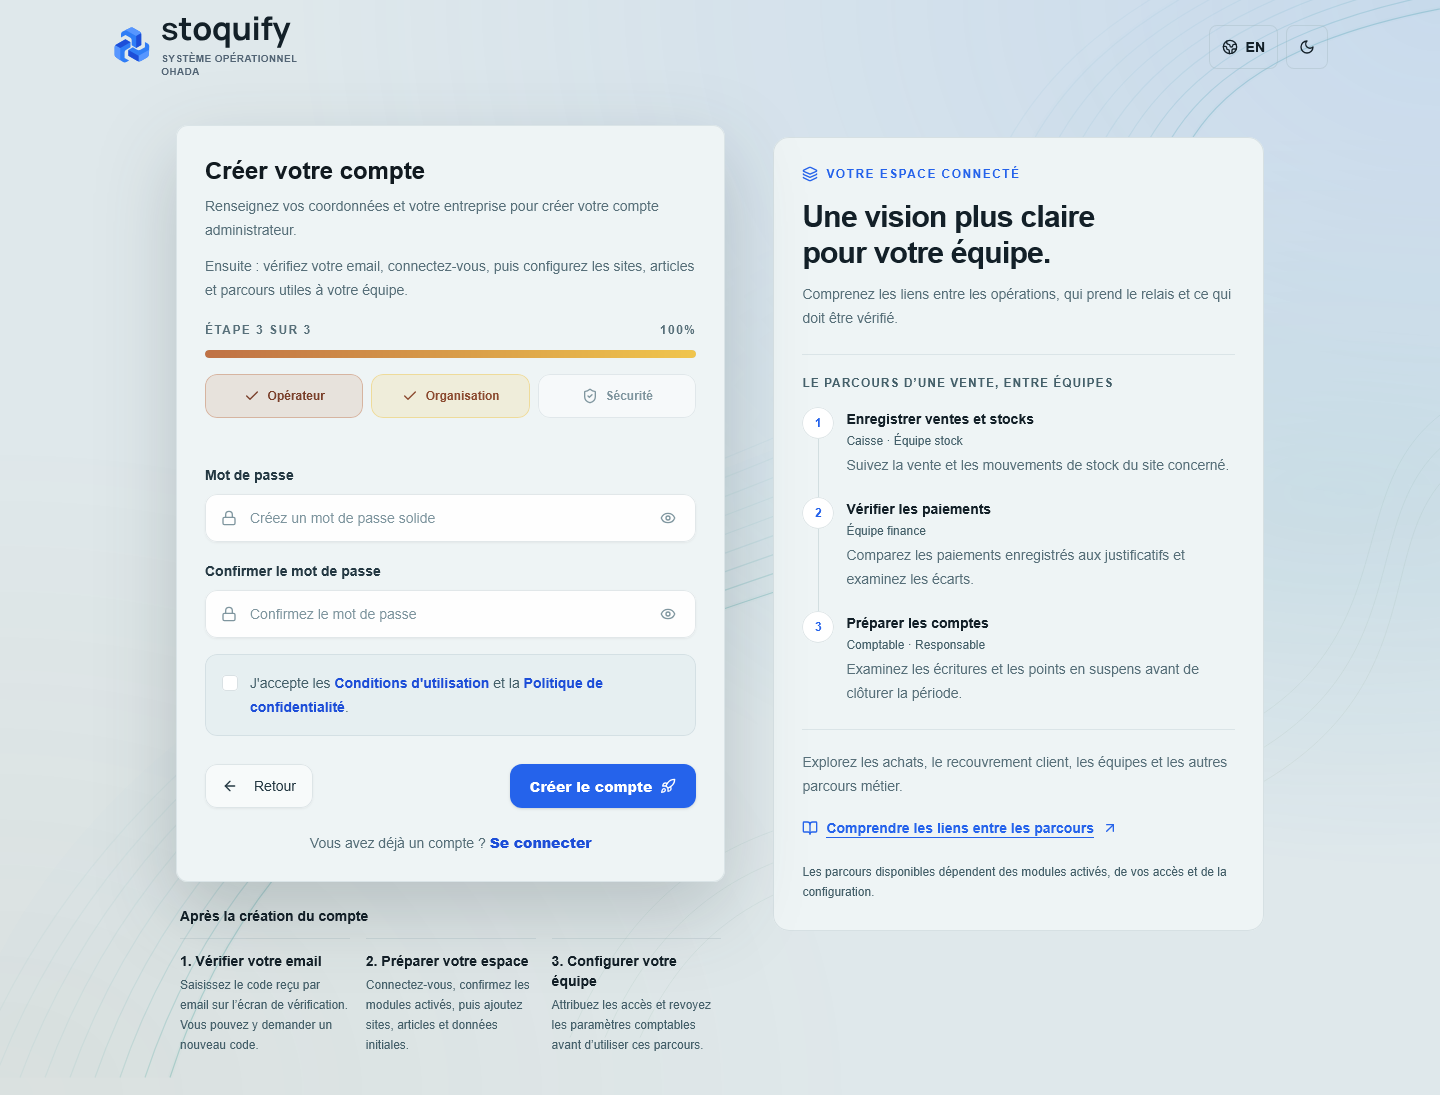 stoquify
SYSTÈME OPÉRATIONNEL
OHADA
EN
Créer votre compte
Renseignez vos coordonnées et votre entreprise pour créer votre compte
administrateur.
Ensuite : vérifiez votre email, connectez-vous, puis configurez les sites, articles
et parcours utiles à votre équipe.
ÉTAPE 3 SUR 3
100%
Opérateur
Organisation
Sécurité
Mot de passe
Créez un mot de passe solide
Confirmer le mot de passe
Confirmez le mot de passe
J'accepte les Conditions d'utilisation et la Politique de
confidentialité.
Retour
Créer le compte
Vous avez déjà un compte ? Se connecter
Après la création du compte
1. Vérifier votre email
Saisissez le code reçu par
email sur l’écran de vérification.
Vous pouvez y demander un
nouveau code.
2. Préparer votre espace
Connectez-vous, confirmez les
modules activés, puis ajoutez
sites, articles et données
initiales.
3. Configurer votre
équipe
Attribuez les accès et revoyez
les paramètres comptables
avant d’utiliser ces parcours.
VOTRE ESPACE CONNECTÉ
Une vision plus claire
pour votre équipe.
Comprenez les liens entre les opérations, qui prend le relais et ce qui
doit être vérifié.
LE PARCOURS D’UNE VENTE, ENTRE ÉQUIPES
1
Enregistrer ventes et stocks
Caisse · Équipe stock
Suivez la vente et les mouvements de stock du site concerné.
2
Vérifier les paiements
Équipe finance
Comparez les paiements enregistrés aux justificatifs et
examinez les écarts.
3
Préparer les comptes
Comptable · Responsable
Examinez les écritures et les points en suspens avant de
clôturer la période.
Explorez les achats, le recouvrement client, les équipes et les autres
parcours métier.
Comprendre les liens entre les parcours
Les parcours disponibles dépendent des modules activés, de vos accès et de la
configuration.